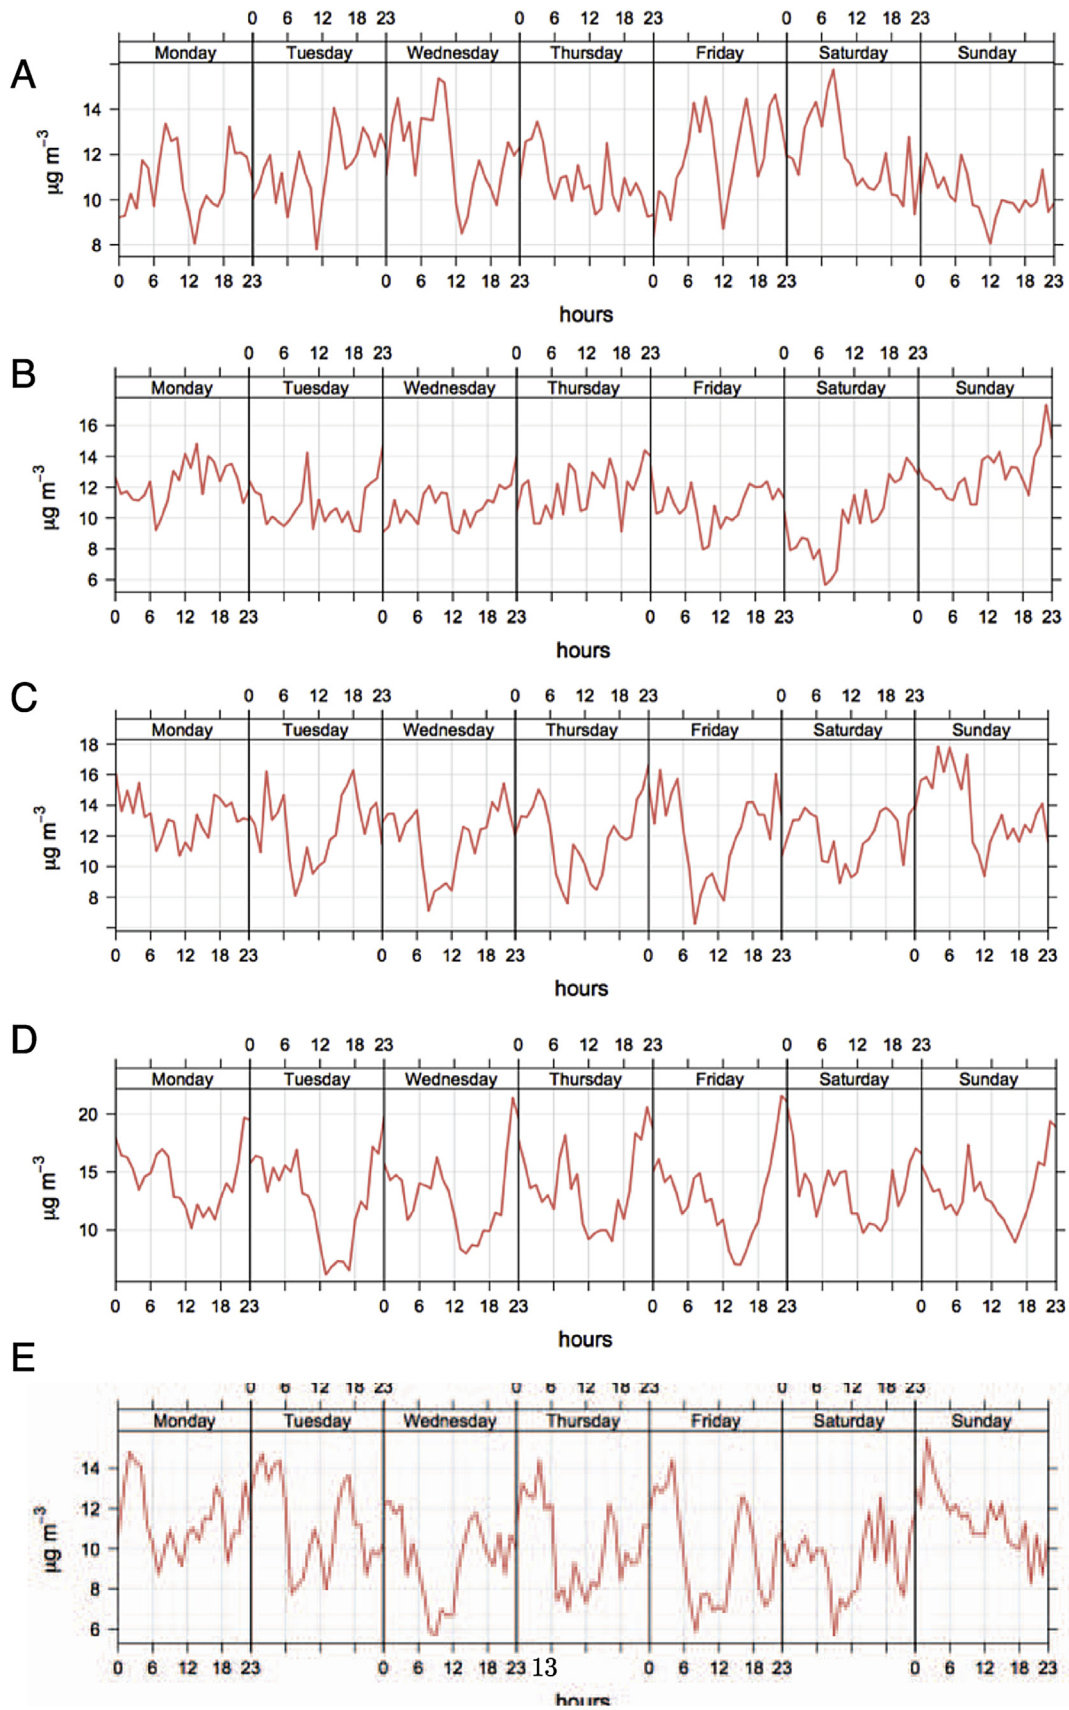 0 6 12 18 23 0 6 12 18 23 0 6 12 18 23
A
Monday Tuesday Wednesday Thursday Friday Saturday Sunday
14
12
10
8
µg m⁻³
0 6 12 18 23 0 6 12 18 23 0 6 12 18 23 0 6 12 18 23
hours
0 6 12 18 23 0 6 12 18 23 0 6 12 18 23
B
Monday Tuesday Wednesday Thursday Friday Saturday Sunday
16
14
12
10
8
6
µg m⁻³
0 6 12 18 23 0 6 12 18 23 0 6 12 18 23 0 6 12 18 23
hours
C
0 6 12 18 23 0 6 12 18 23 0 6 12 18 23
Monday Tuesday Wednesday Thursday Friday Saturday Sunday
18
16
14
12
10
8
µg m⁻³
0 6 12 18 23 0 6 12 18 23 0 6 12 18 23 0 6 12 18 23
hours
D
0 6 12 18 23 0 6 12 18 23 0 6 12 18 23
Monday Tuesday Wednesday Thursday Friday Saturday Sunday
20
15
10
µg m⁻³
0 6 12 18 23 0 6 12 18 23 0 6 12 18 23 0 6 12 18 23
hours
E
0 6 12 18 23 0 6 12 18 23 0 6 12 18 23
Monday Tuesday Wednesday Thursday Friday Saturday Sunday
14
12
10
8
6
µg m⁻³
0 6 12 18 23 0 6 12 18 23 13 0 6 12 18 23 0 6 12 18 23
hours